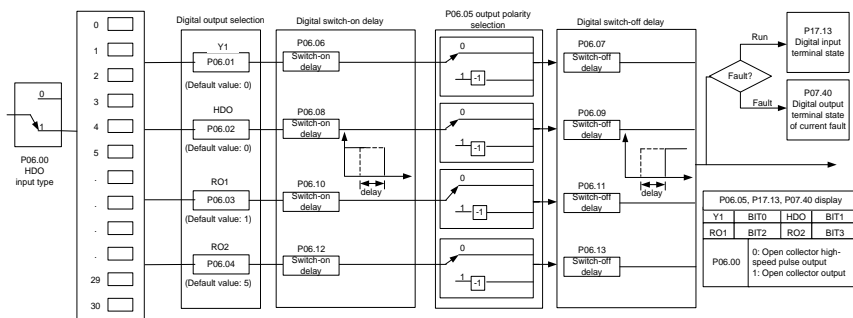 Digital output selection
Digital switch-on delay
P06.05 output polarity
selection
Digital switch-off delay
0
1
2
3
4
5
.
.
.
29
30
0
1
P06.00
HDO
input type
Y1
P06.01
(Default value: 0)
HDO
P06.02
(Default value: 0)
RO1
P06.03
(Default value: 1)
RO2
P06.04
(Default value: 5)
P06.06
Switch-on
delay
P06.08
Switch-on
delay
delay
P06.10
Switch-on
delay
P06.12
Switch-on
delay
0
1
-1
0
1
-1
0
1
-1
0
1
-1
P06.07
Switch-off
delay
P06.09
Switch-off
delay
delay
P06.11
Switch-off
delay
P06.13
Switch-off
delay
Run
Fault?
Fault
P17.13
Digital input
terminal state
P07.40
Digital output
terminal state
of current fault
P06.05, P17.13, P07.40 display
Y1 BIT0 HDO BIT1
RO1 BIT2 RO2 BIT3
P06.00
0: Open collector high-
speed pulse output
1: Open collector output